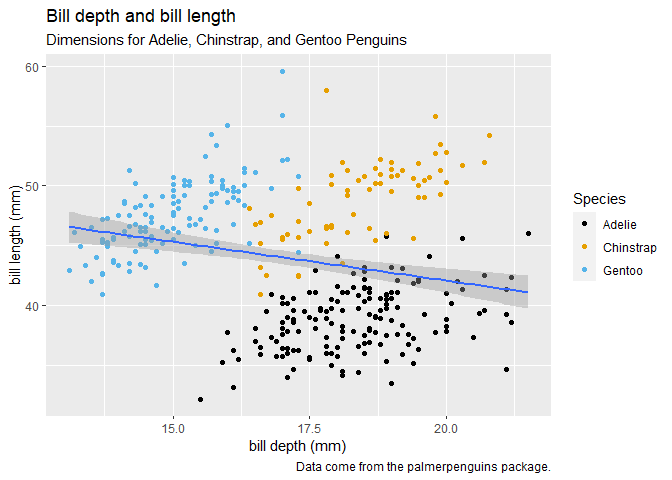 Bill depth and bill length
Dimensions for Adelie, Chinstrap, and Gentoo Penguins
60
50
40
bill length (mm)
15.0
17.5
20.0
bill depth (mm)
Species
Adelie
Chinstrap
Gentoo
Data come from the palmerpenguins package.